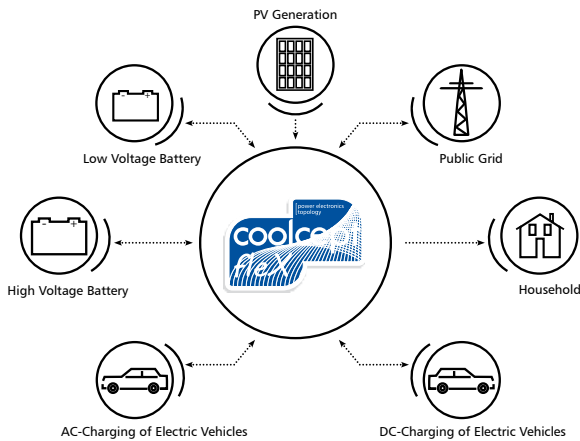 PV Generation
Low Voltage Battery
Public Grid
power electronics
topology
coolcept
fleX
High Voltage Battery
Household
AC-Charging of Electric Vehicles
DC-Charging of Electric Vehicles